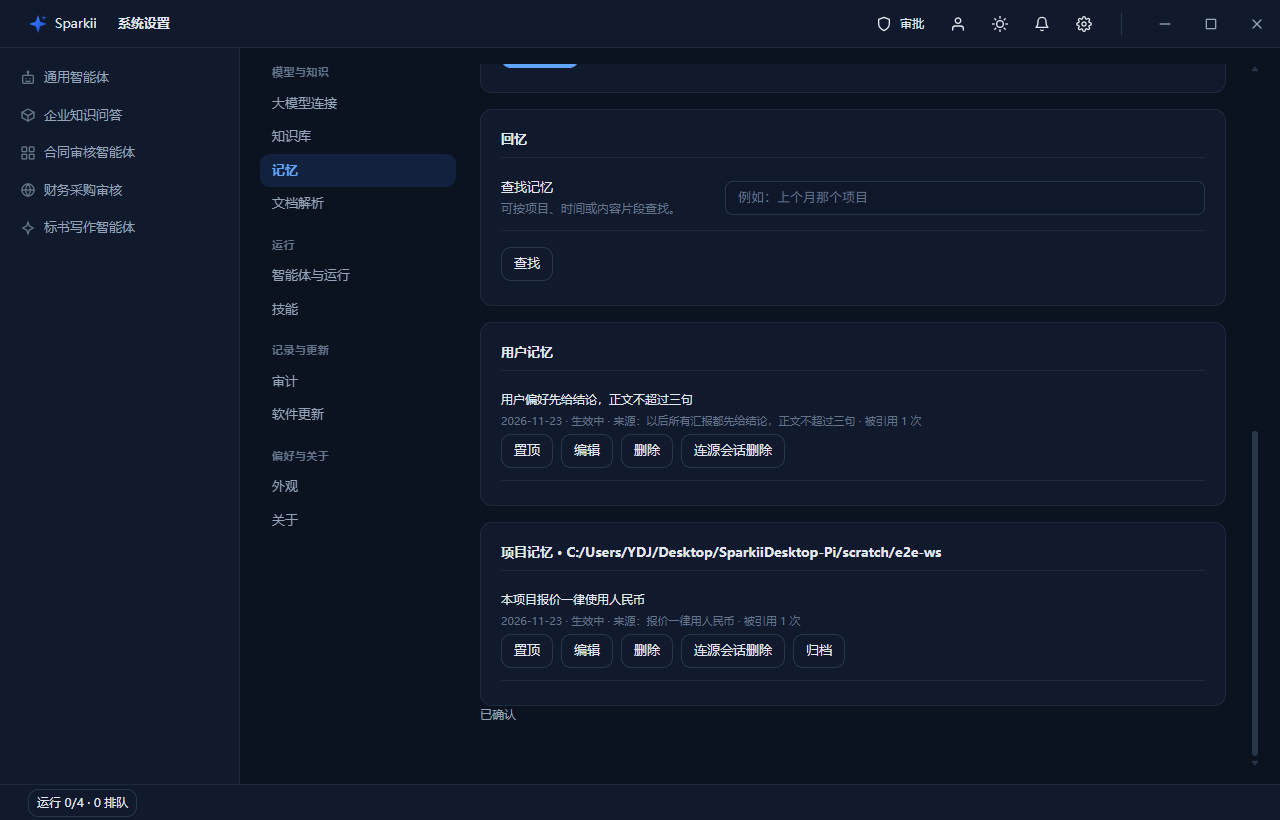 Sparkii 系统设置 审批
通用智能体
企业知识问答
合同审核智能体
财务采购审核
标书写作智能体
模型与知识
大模型连接
知识库
记忆
文档解析
运行
智能体与运行
技能
记录与更新
审计
软件更新
偏好与关于
外观
关于
回忆
查找记忆
可按项目、时间或内容片段查找。
例如：上个月那个项目
查找
用户记忆
用户偏好先给结论，正文不超过三句
2026-11-23 · 生效中 · 来源：以后所有汇报都先给结论，正文不超过三句 · 被引用 1 次
置顶 编辑 删除 连源会话删除
项目记忆 • C:/Users/YDJ/Desktop/SparkiiDesktop-Pi/scratch/e2e-ws
本项目报价一律使用人民币
2026-11-23 · 生效中 · 来源：报价一律用人民币 · 被引用 1 次
置顶 编辑 删除 连源会话删除 归档
已确认
运行 0/4 · 0 排队